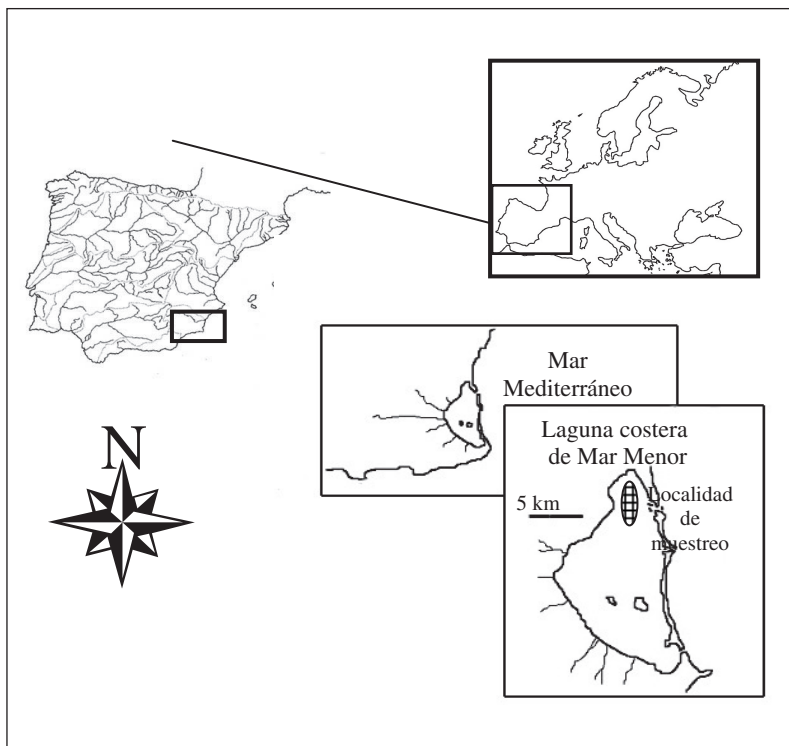 Mar
Mediterráneo
Laguna costera
de Mar Menor
5 km
Localidad
de
muestreo
N